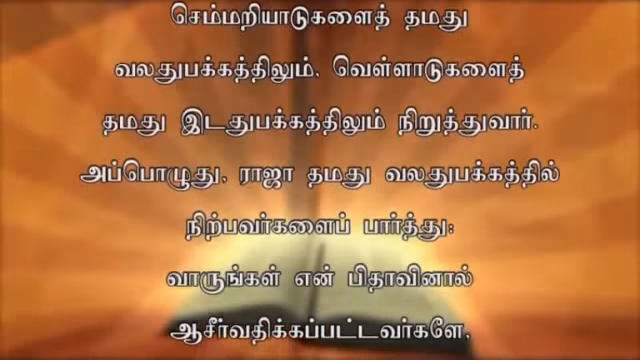 செம்மறியாடுகளைத் தமது
வலதுபக்கத்திலும், வெள்ளாடுகளைத்
தமது இடதுபக்கத்திலும் நிறுத்துவார்.
அப்பொழுது, ராஜா தமது வலதுபக்கத்தில்
நிற்பவர்களைப் பார்த்து:
வாருங்கள் என் பிதாவினால்
ஆசீர்வதிக்கப்பட்டவர்களே,